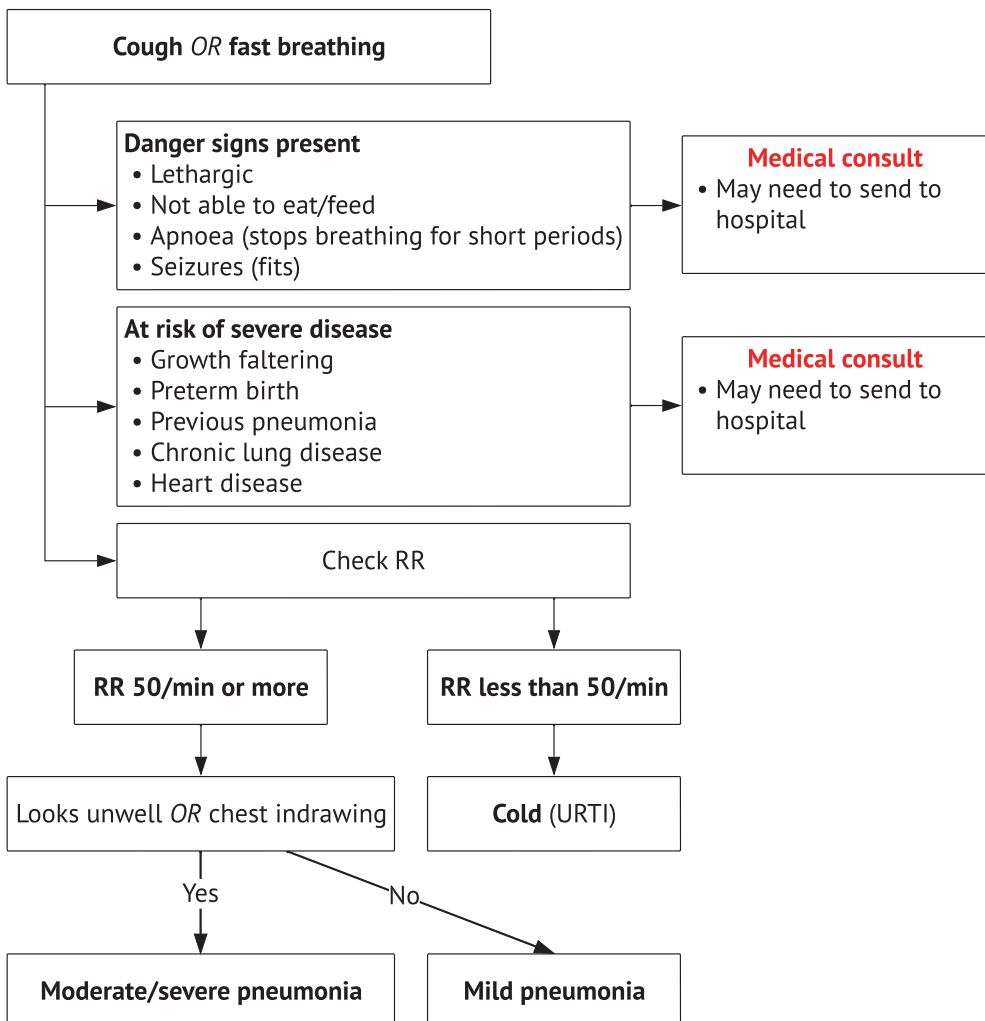 Cough OR fast breathing
Danger signs present
• Lethargic
• Not able to eat/feed
• Apnoea (stops breathing for short periods)
• Seizures (fits)
Medical consult
• May need to send to
hospital
At risk of severe disease
• Growth faltering
• Preterm birth
• Previous pneumonia
• Chronic lung disease
• Heart disease
Medical consult
• May need to send to
hospital
Check RR
RR 50/min or more
RR less than 50/min
Looks unwell OR chest indrawing
Cold (URTI)
Yes
No
Moderate/severe pneumonia
Mild pneumonia